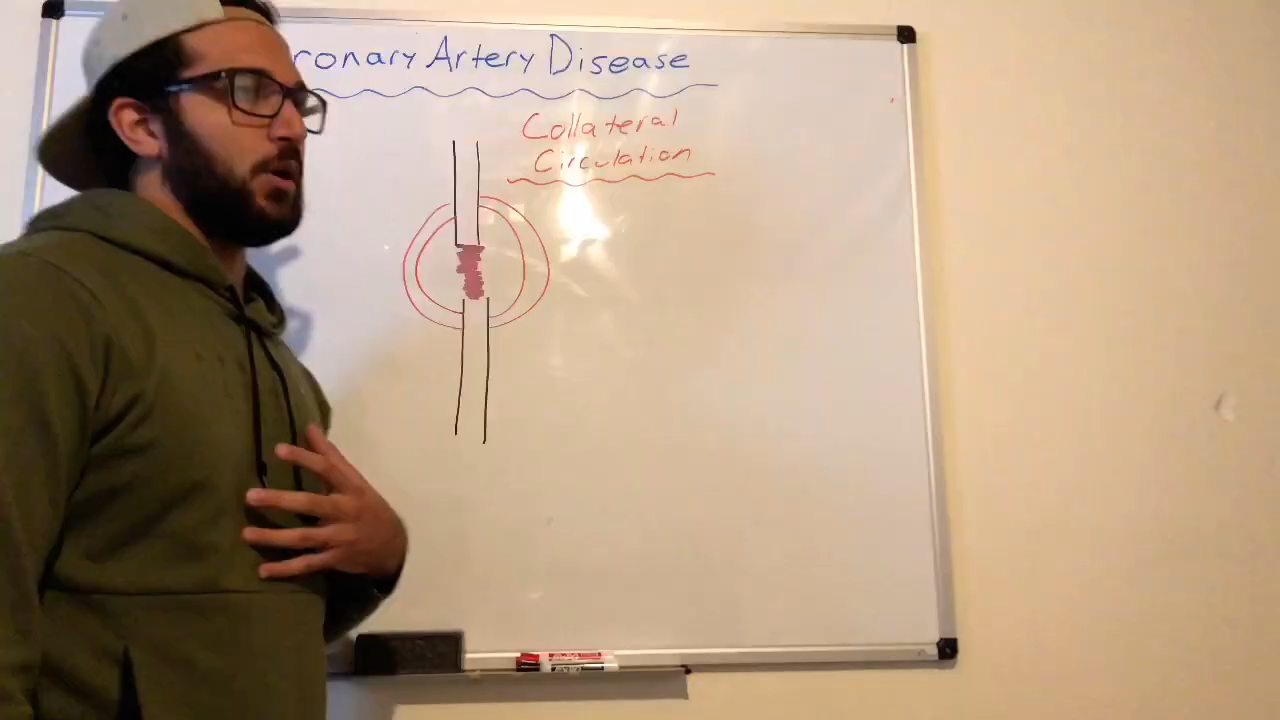 ronary Artery Disease
Collateral
Circulation